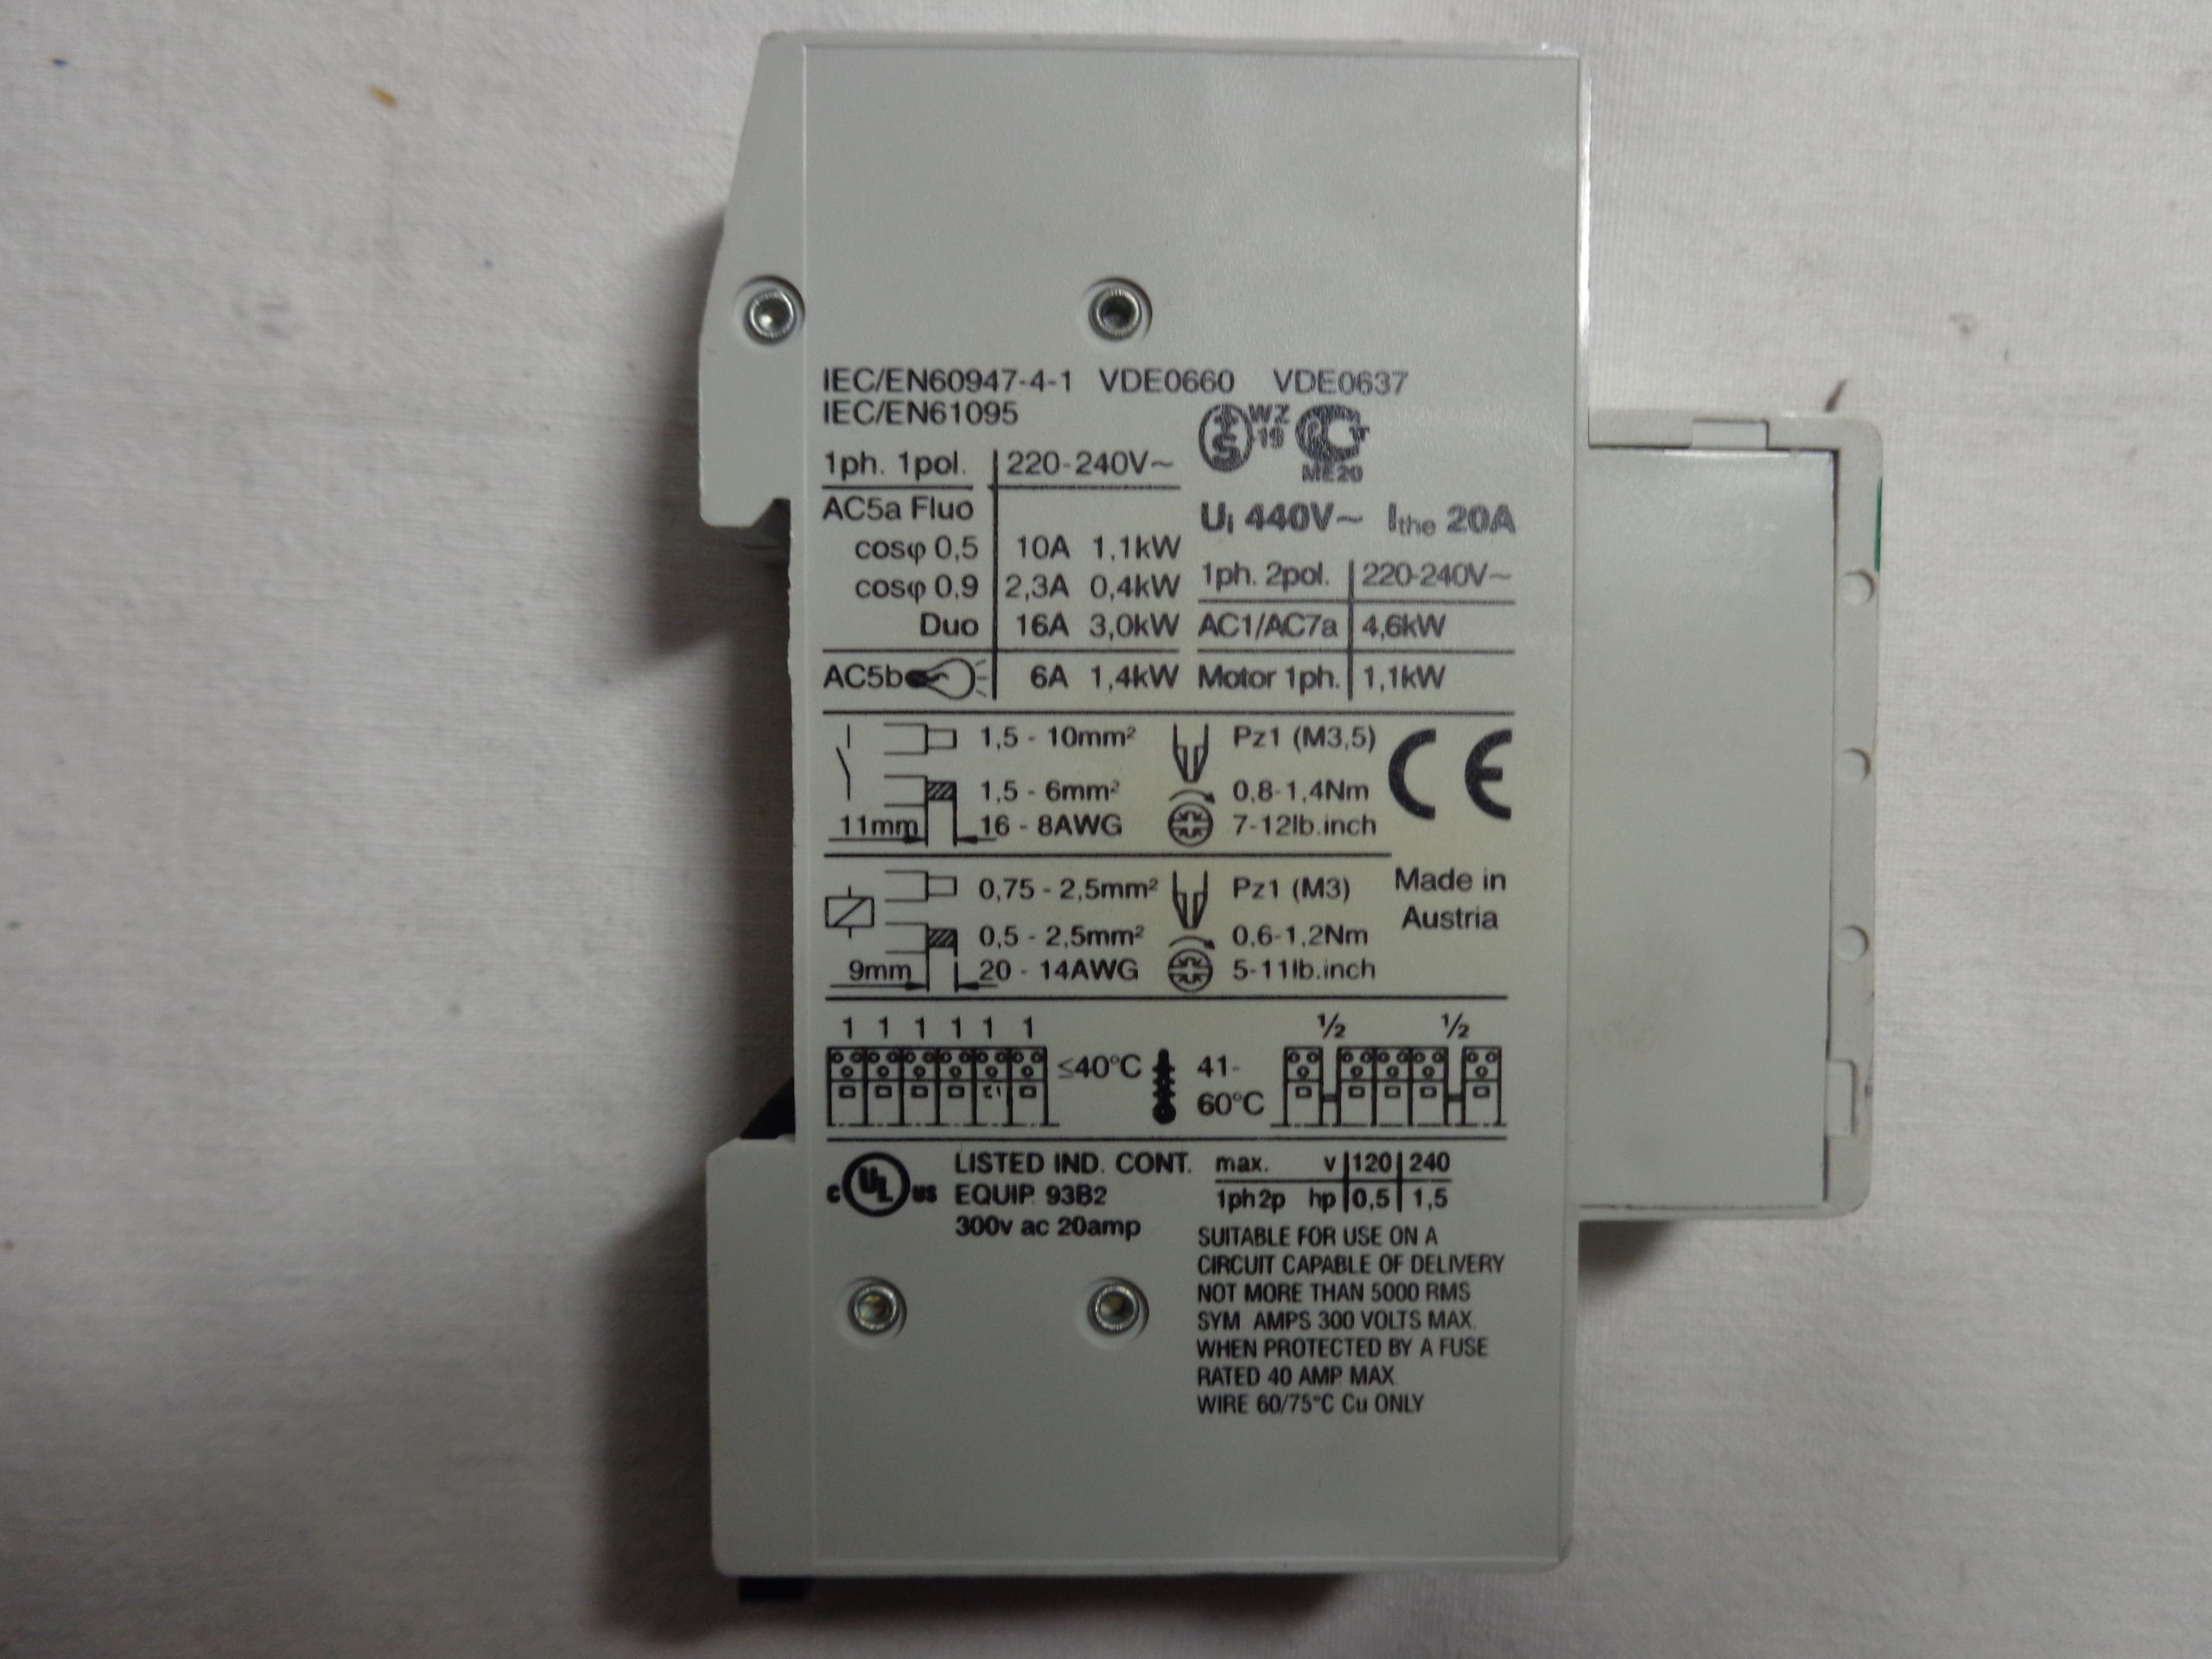 IEC/EN60947-4-1 VDE0660 VDE0637
IEC/EN61095
WZ
19
ME20
1ph. 1pol. 220-240V~
AC5a Fluo
cosφ 0,5 10A 1,1kW
cosφ 0,9 2,3A 0,4kW
Duo 16A 3,0kW
AC5b 6A 1,4kW
Ui 440V~ Ithe 20A
1ph. 2pol. 220-240V~
AC1/AC7a 4,6kW
Motor 1ph. 1,1kW
1,5 - 10mm² Pz1 (M3,5)
1,5 - 6mm² 0,8-1,4Nm
11mm 16 - 8AWG 7-12lb.inch
CE
0,75 - 2,5mm² Pz1 (M3)
0,5 - 2,5mm² 0,6-1,2Nm
9mm 20 - 14AWG 5-11lb.inch
Made in
Austria
1 1 1 1 1 1 ½ ½
≤40°C 41-
60°C
c UL us
LISTED IND. CONT.
EQUIP. 93B2
300v ac 20amp
max. v 120 240
1ph2p hp 0,5 1,5
SUITABLE FOR USE ON A
CIRCUIT CAPABLE OF DELIVERY
NOT MORE THAN 5000 RMS
SYM AMPS 300 VOLTS MAX.
WHEN PROTECTED BY A FUSE
RATED 40 AMP. MAX.
WIRE 60/75°C Cu ONLY